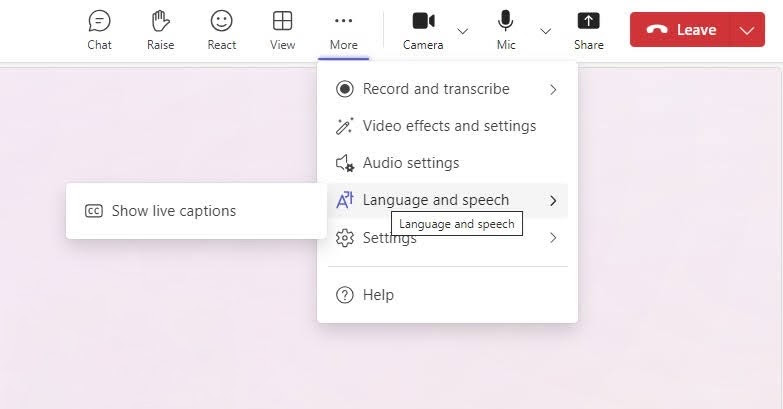 Chat Raise React View More Camera Mic Share Leave
Record and transcribe
Video effects and settings
Audio settings
Language and speech
CC Show live captions
Language and speech
Settings
Help